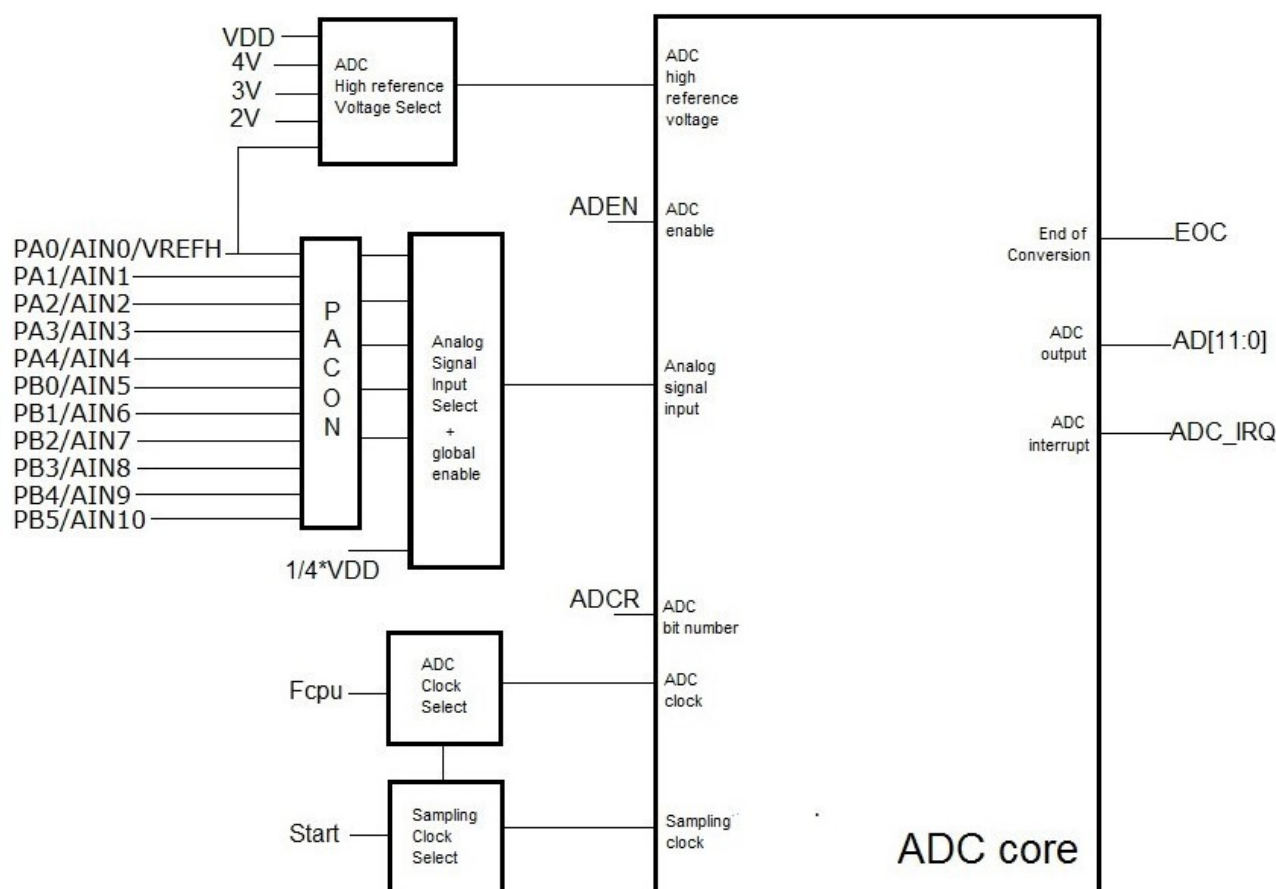 VDD
4V
3V
2V
ADC
High reference
Voltage Select
ADC
high
reference
voltage
ADEN
ADC
enable
PA0/AIN0/VREFH
PA1/AIN1
PA2/AIN2
PA3/AIN3
PA4/AIN4
PB0/AIN5
PB1/AIN6
PB2/AIN7
PB3/AIN8
PB4/AIN9
PB5/AIN10
P
A
C
O
N
Analog
Signal
Input
Select
+
global
enable
1/4*VDD
Analog
signal
input
End of
Conversion
EOC
ADC
output
AD[11:0]
ADC
interrupt
ADC_IRQ
ADCR
ADC
bit number
Fcpu
ADC
Clock
Select
ADC
clock
Start
Sampling
Clock
Select
Sampling
clock
ADC core